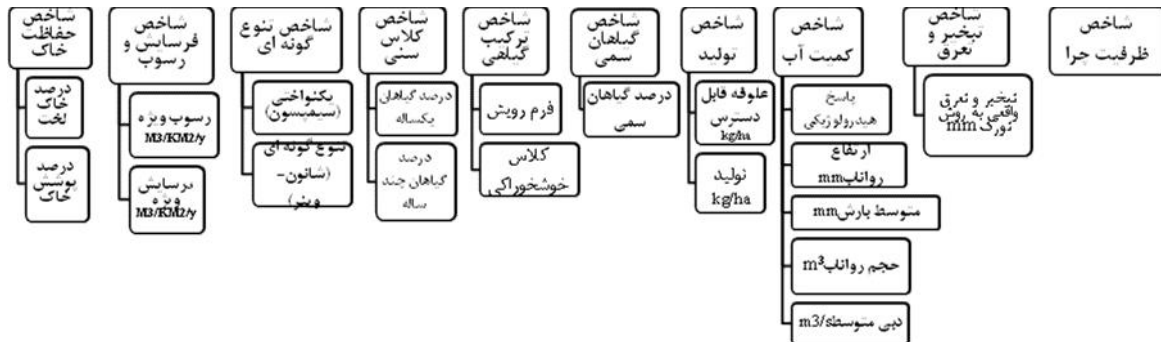 شاخص
ظرفیت چرا
شاخص
تبخیر و
تعرق
تبخیر و تعرق
واقعی به روش
تورک mm
شاخص
کمیت آب
پاسخ
هیدرولوژیکی
ارتفاع
رواناب mm
متوسط بارش mm
حجم رواناب m³
دبی متوسط m3/s
شاخص
تولید
علوفه قابل
دسترس
kg/ha
تولید
kg/ha
شاخص
گیاهان
سمی
درصد گیاهان
سمی
شاخص
ترکیب
گیاهی
فرم رویش
کلاس
خوشخوراکی
شاخص
کلاس
سنی
درصد گیاهان
یکساله
درصد
گیاهان چند
ساله
شاخص تنوع
گونه ای
یکنواختی
(سیمپسون)
تنوع گونه ای
(شانون-
وینر)
شاخص
فرسایش و
رسوب
رسوب ویژه
M3/KM2/y
فرسایش
ویژه
M3/KM2/y
شاخص
حفاظت
خاک
درصد
خاک
لخت
درصد
پوشش
خاک